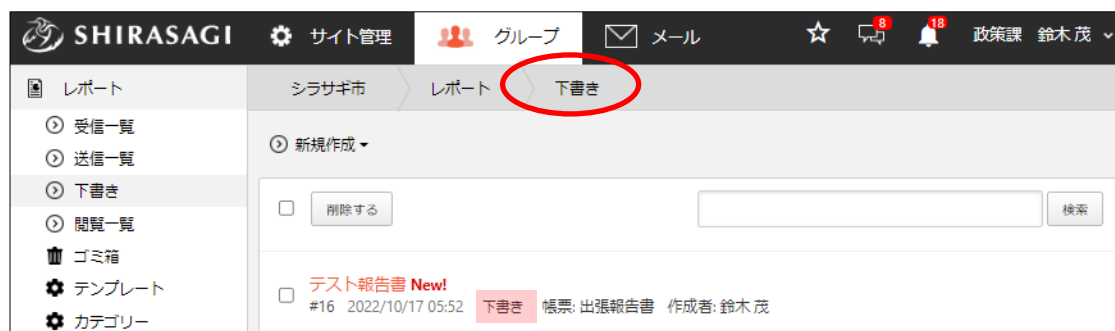 SHIRASAGI サイト管理 グループ メール 8 18 政策課 鈴木 茂
レポート シラサギ市 レポート 下書き
受信一覧
送信一覧
下書き
閲覧一覧
ゴミ箱
テンプレート
カテゴリー
新規作成
削除する 検索
テスト報告書 New!
#16 2022/10/17 05:52 下書き 帳票: 出張報告書 作成者: 鈴木 茂